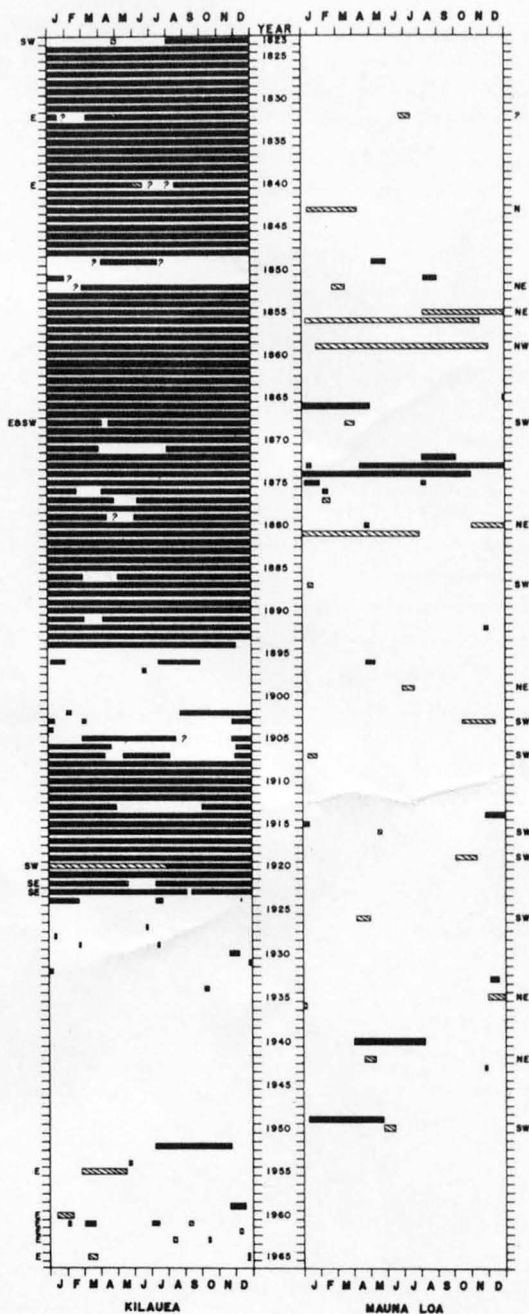 J F M A M J J A S O N D YEAR J F M A M J J A S O N D
SW 1823
1825
1830
E ? ?
1835
E ? ? 1840
N
1845
? ? 1850
? ? NE
1855 NE
1860 NW
1865
E&SW SW
1870
1875
? 1880 NE
1885
SW
1890
1895
1900 NE
? 1905
SW
1910
1915
SW
SW 1920 SW
SE
SE
1925 SW
1930
1935 NE
1940
NE
1945
1950 SW
E 1955
1960
E 1965
J F M A M J J A S O N D J F M A M J J A S O N D
KILAUEA MAUNA LOA